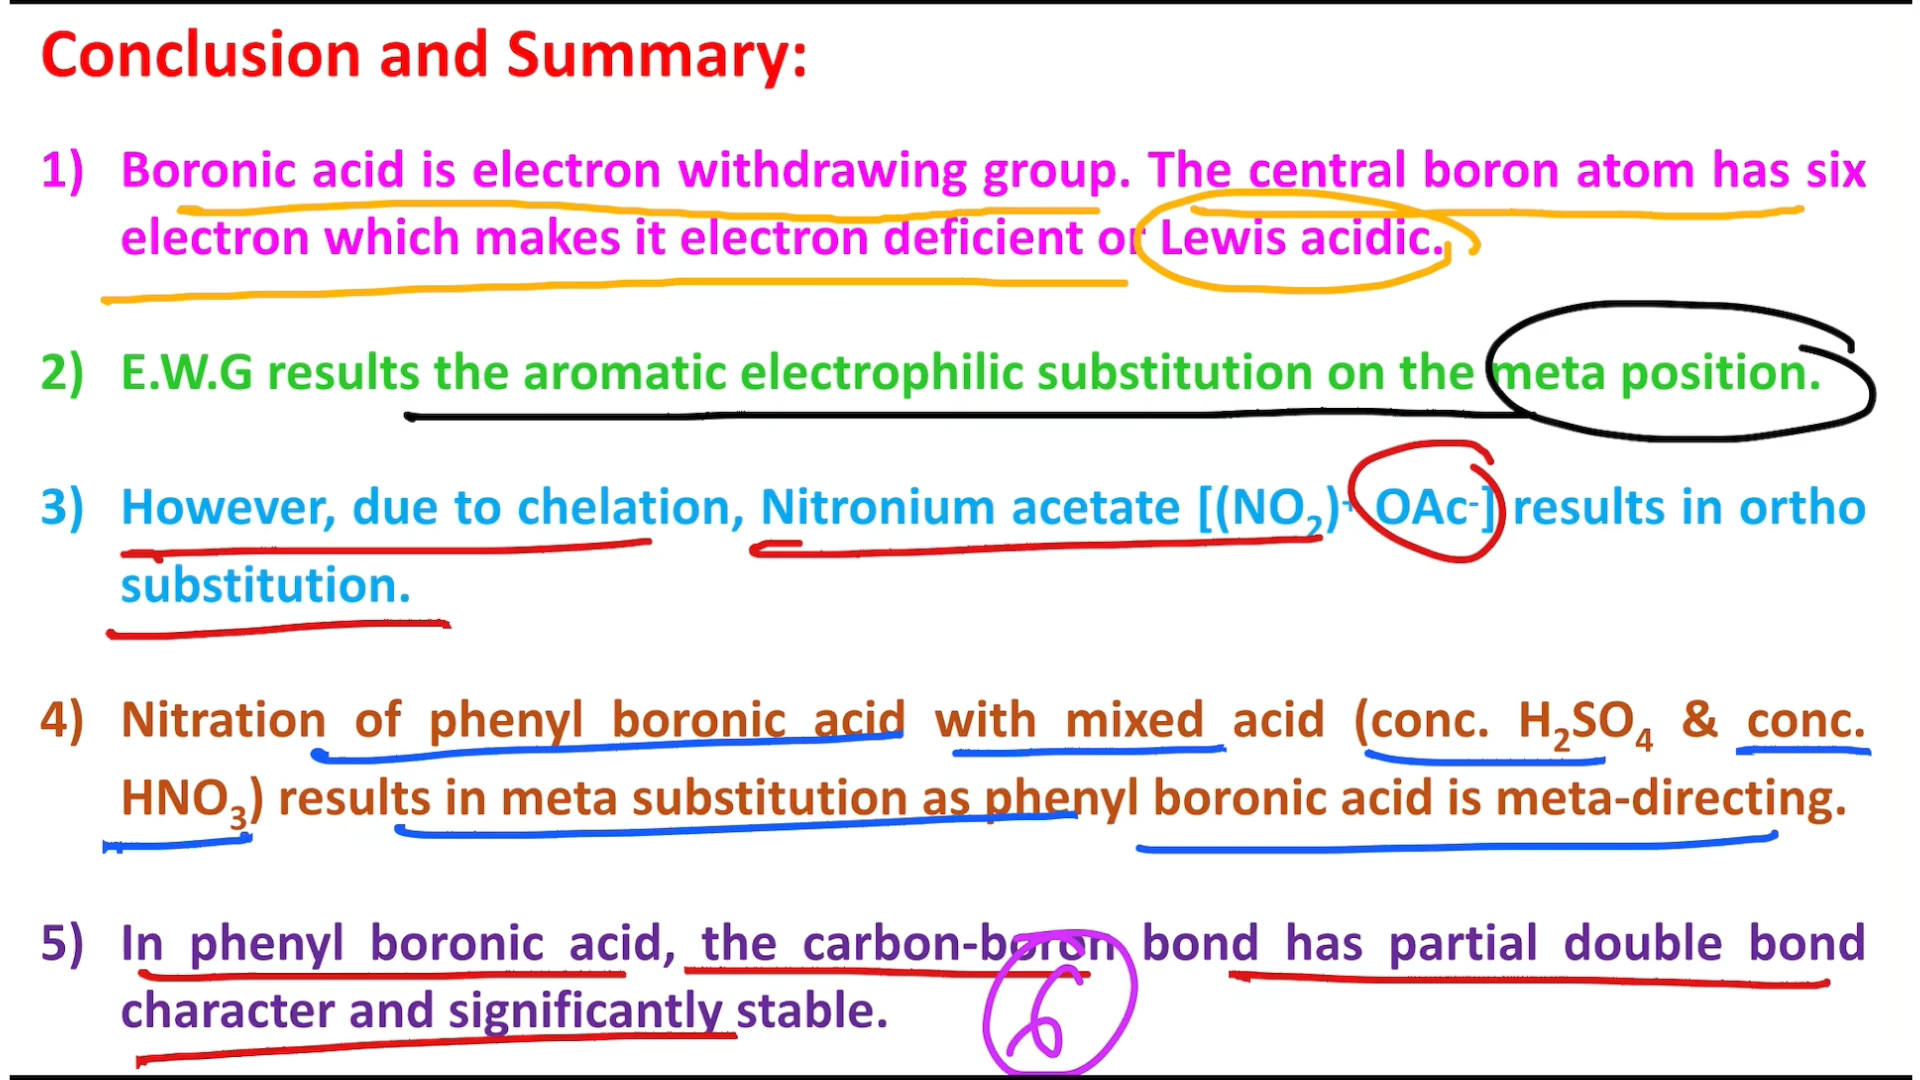 Conclusion and Summary:
1) Boronic acid is electron withdrawing group. The central boron atom has six
electron which makes it electron deficient or Lewis acidic.
2) E.W.G results the aromatic electrophilic substitution on the meta position.
3) However, due to chelation, Nitronium acetate [(NO₂)⁺ OAc⁻] results in ortho
substitution.
4) Nitration of phenyl boronic acid with mixed acid (conc. H₂SO₄ & conc.
HNO₃) results in meta substitution as phenyl boronic acid is meta-directing.
5) In phenyl boronic acid, the carbon-boron bond has partial double bond
character and significantly stable.
6